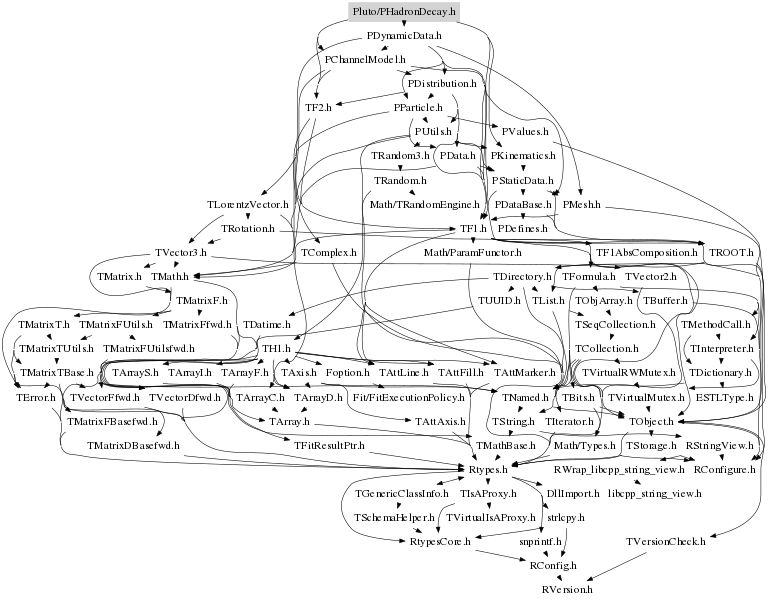 Pluto/PHadronDecay.h
PDynamicData.h
PChannelModel.h
PDistribution.h
TF2.h
PParticle.h
PUtils.h
PValues.h
TRandom3.h
PData.h
PKinematics.h
TRandom.h
PStaticData.h
TLorentzVector.h
Math/TRandomEngine.h
PDataBase.h
PMesh.h
TRotation.h
TF1.h
PDefines.h
TVector3.h
TComplex.h
Math/ParamFunctor.h
TF1AbsComposition.h
TROOT.h
TMatrix.h
TMath.h
TDirectory.h
TFormula.h
TVector2.h
TMatrixF.h
TUUID.h
TList.h
TObjArray.h
TBuffer.h
TMatrixT.h
TMatrixFUtils.h
TMatrixFfwd.h
TDatime.h
TSeqCollection.h
TMethodCall.h
TMatrixTUtils.h
TMatrixFUtilsfwd.h
TH1.h
TCollection.h
TInterpreter.h
TMatrixTBase.h
TArrayS.h
TArrayI.h
TArrayF.h
TAxis.h
Foption.h
TAttLine.h
TAttFill.h
TAttMarker.h
TVirtualRWMutex.h
TDictionary.h
TError.h
TVectorFfwd.h
TVectorDfwd.h
TArrayC.h
TArrayD.h
Fit/FitExecutionPolicy.h
TNamed.h
TBits.h
TVirtualMutex.h
ESTLType.h
TMatrixFBasefwd.h
TArray.h
TAttAxis.h
TString.h
TIterator.h
TObject.h
TMatrixDBasefwd.h
TFitResultPtr.h
TMathBase.h
Math/Types.h
TStorage.h
RStringView.h
Rtypes.h
RWrap_libcpp_string_view.h
RConfigure.h
TGenericClassInfo.h
TIsAProxy.h
DllImport.h
libcpp_string_view.h
TSchemaHelper.h
TVirtualIsAProxy.h
strlcpy.h
RtypesCore.h
snprintf.h
TVersionCheck.h
RConfig.h
RVersion.h